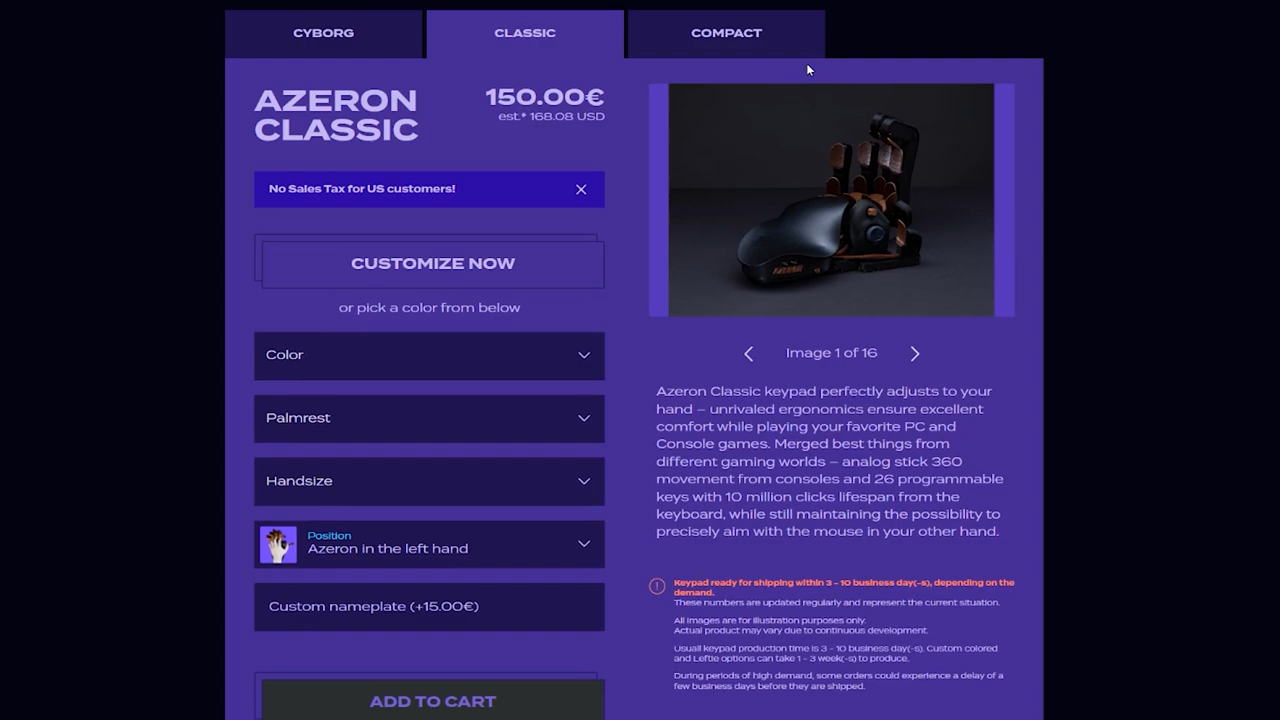 CYBORG
CLASSIC
COMPACT
AZERON
CLASSIC
150.00€
est.* 168.08 USD
No Sales Tax for US customers!
CUSTOMIZE NOW
or pick a color from below
Color
Palmrest
Handsize
Position
Azeron in the left hand
Custom nameplate (+15.00€)
ADD TO CART
AZERON
Image 1 of 16
Azeron Classic keypad perfectly adjusts to your
hand – unrivaled ergonomics ensure excellent
comfort while playing your favorite PC and
Console games. Merged best things from
different gaming worlds – analog stick 360
movement from consoles and 26 programmable
keys with 10 million clicks lifespan from the
keyboard, while still maintaining the possibility to
precisely aim with the mouse in your other hand.
Keypad ready for shipping within 3 - 10 business day(-s), depending on the
demand.
These numbers are updated regularly and represent the current situation.
All images are for illustration purposes only.
Actual product may vary due to continuous development.
Usuall keypad production time is 3 - 10 business day(-s). Custom colored
and Leftie options can take 1 - 3 week(-s) to produce.
During periods of high demand, some orders could experience a delay of a
few business days before they are shipped.